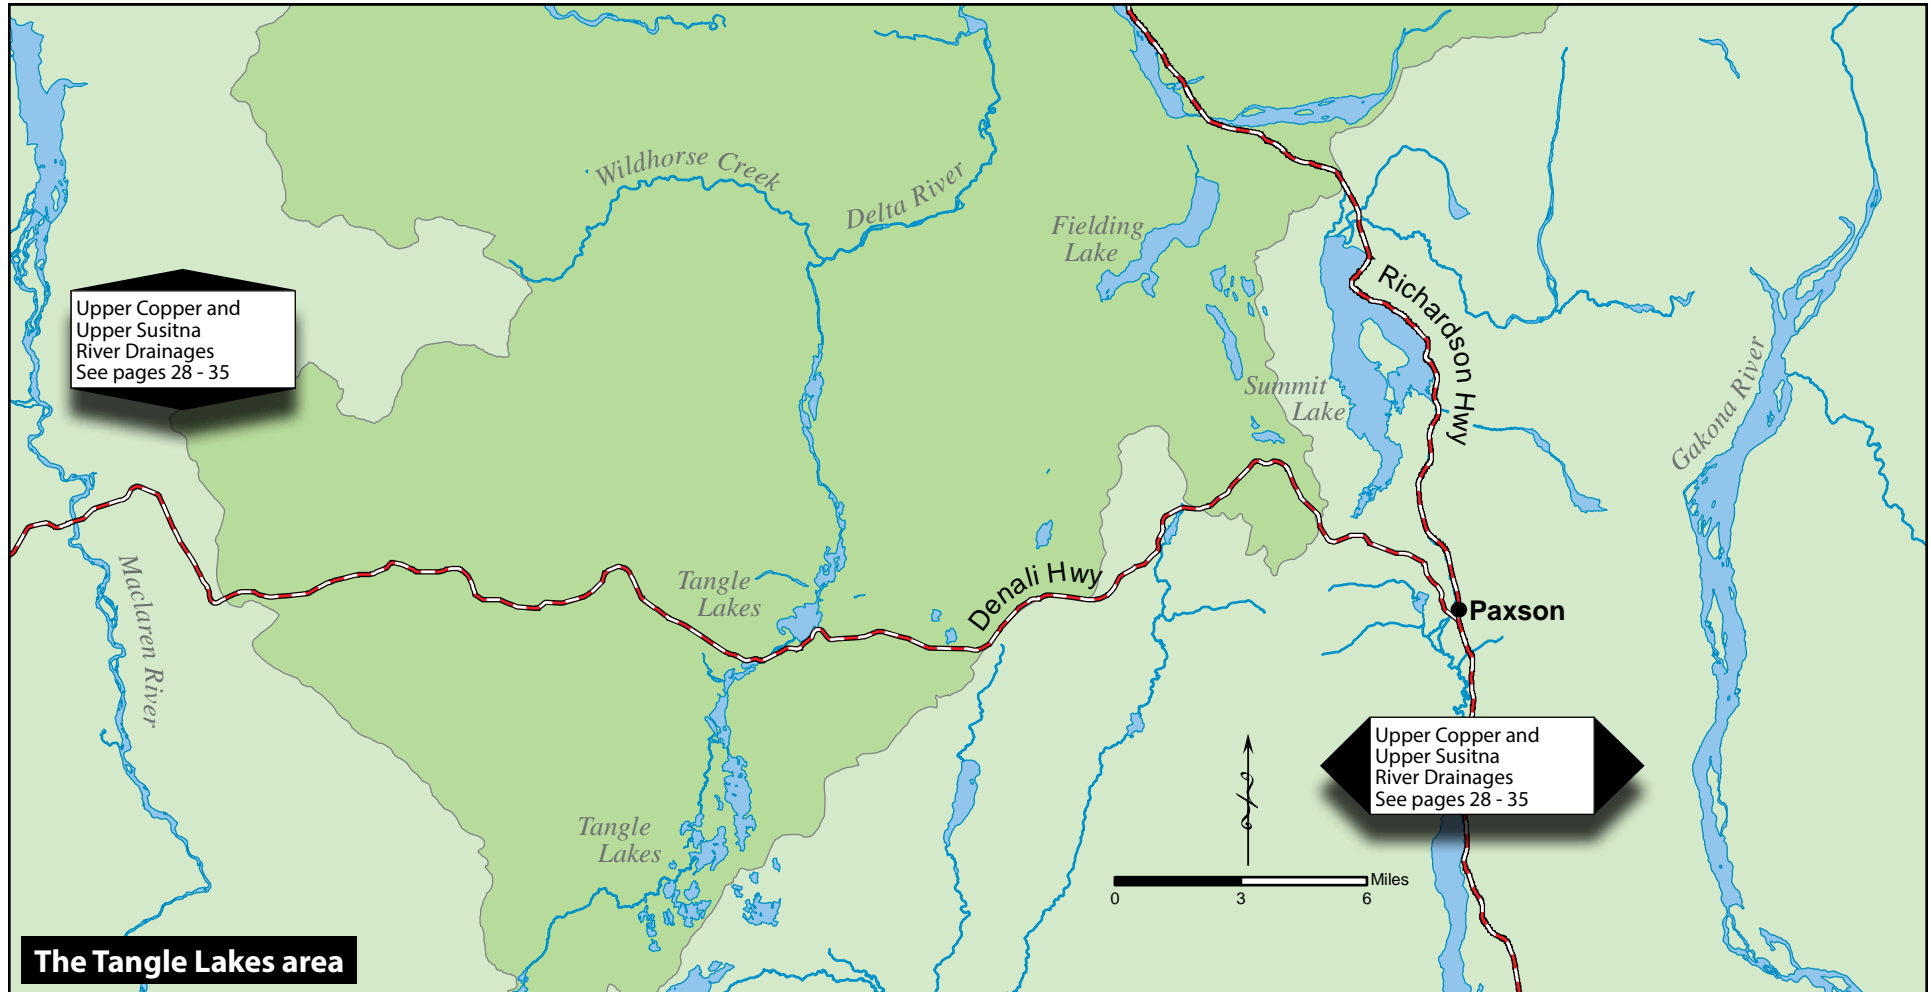 Wildhorse Creek
Delta River
Fielding
Lake
Richardson Hwy
Upper Copper and
Upper Susitna
River Drainages
See pages 28 - 35
Summit
Lake
Gakona River
Maclaren River
Tangle
Lakes
Denali Hwy
Paxson
Upper Copper and
Upper Susitna
River Drainages
See pages 28 - 35
Tangle
Lakes
Miles
0 3 6
The Tangle Lakes area